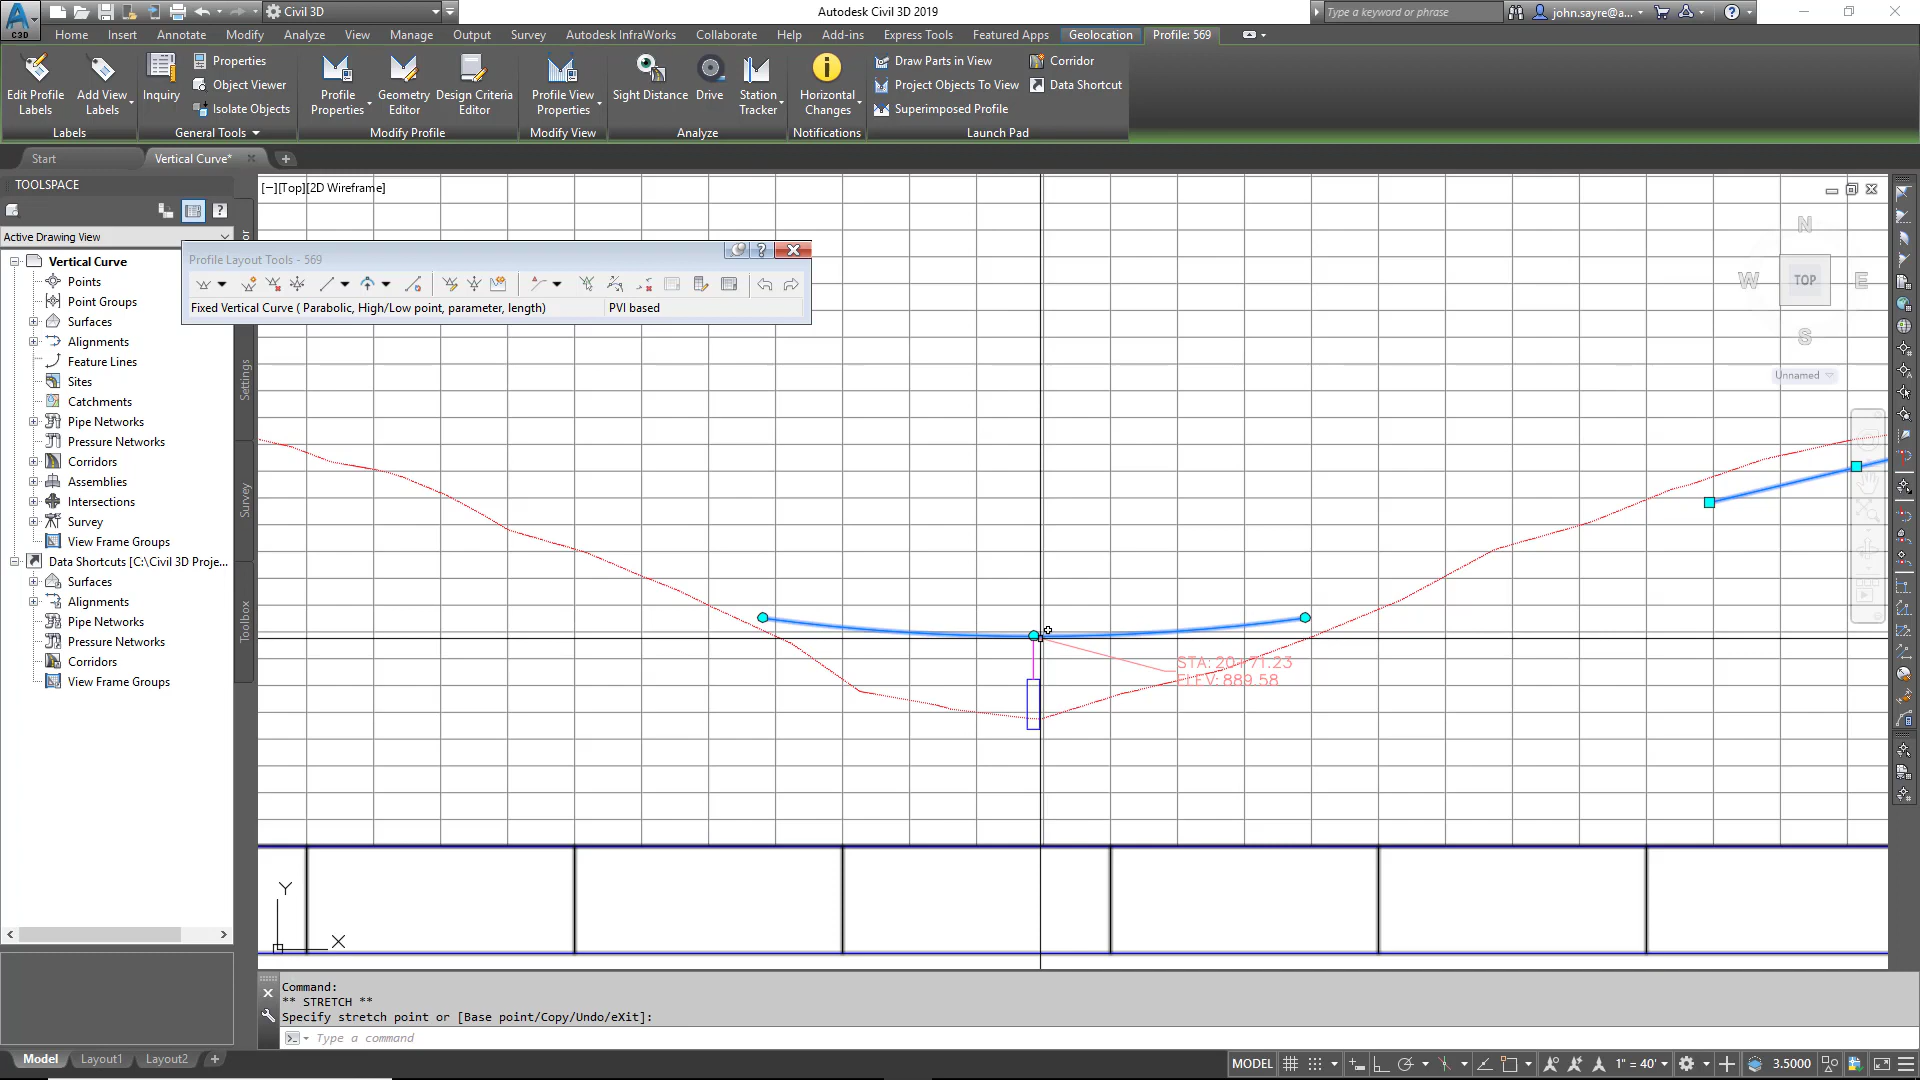 Civil 3D
Autodesk Civil 3D 2019
Type a keyword or phrase
john.sayre@a...
C3D
Home Insert Annotate Modify Analyze View Manage Output Survey Autodesk InfraWorks Collaborate Help Add-ins Express Tools Featured Apps Geolocation Profile: 569
Edit Profile Labels
Add View Labels
Labels
Inquiry
Properties
Object Viewer
Isolate Objects
General Tools
Profile Properties
Geometry Editor
Design Criteria Editor
Modify Profile
Profile View Properties
Modify View
Sight Distance
Drive
Station Tracker
Analyze
Horizontal Changes
Notifications
Draw Parts in View
Project Objects To View
Superimposed Profile
Corridor
Data Shortcut
Launch Pad
Start
Vertical Curve*
TOOLSPACE
Active Drawing View
Vertical Curve
Points
Point Groups
Surfaces
Alignments
Feature Lines
Sites
Catchments
Pipe Networks
Pressure Networks
Corridors
Assemblies
Intersections
Survey
View Frame Groups
Data Shortcuts [C:\Civil 3D Proje...
Surfaces
Alignments
Pipe Networks
Pressure Networks
Corridors
View Frame Groups
Settings
Survey
Toolbox
[−][Top][2D Wireframe]
Profile Layout Tools - 569
Fixed Vertical Curve ( Parabolic, High/Low point, parameter, length)
PVI based
N
W TOP E
S
Unnamed
ELEV: 889.58
Y
X
Command:
** STRETCH **
Specify stretch point or [Base point/Copy/Undo/eXit]:
Type a command
Model Layout1 Layout2
MODEL
1" = 40'
3.5000